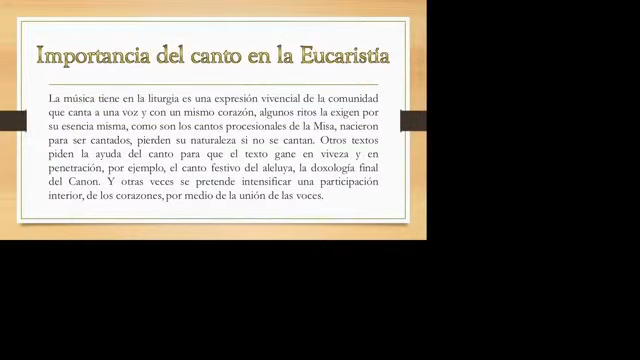 Importancia del canto en la Eucaristía
La música tiene en la liturgia es una expresión vivencial de la comunidad
que canta a una voz y con un mismo corazón, algunos ritos la exigen por
su esencia misma, como son los cantos procesionales de la Misa, nacieron
para ser cantados, pierden su naturaleza si no se cantan. Otros textos
piden la ayuda del canto para que el texto gane en viveza y en
penetración, por ejemplo, el canto festivo del aleluya, la doxología final
del Canon. Y otras veces se pretende intensificar una participación
interior, de los corazones, por medio de la unión de las voces.